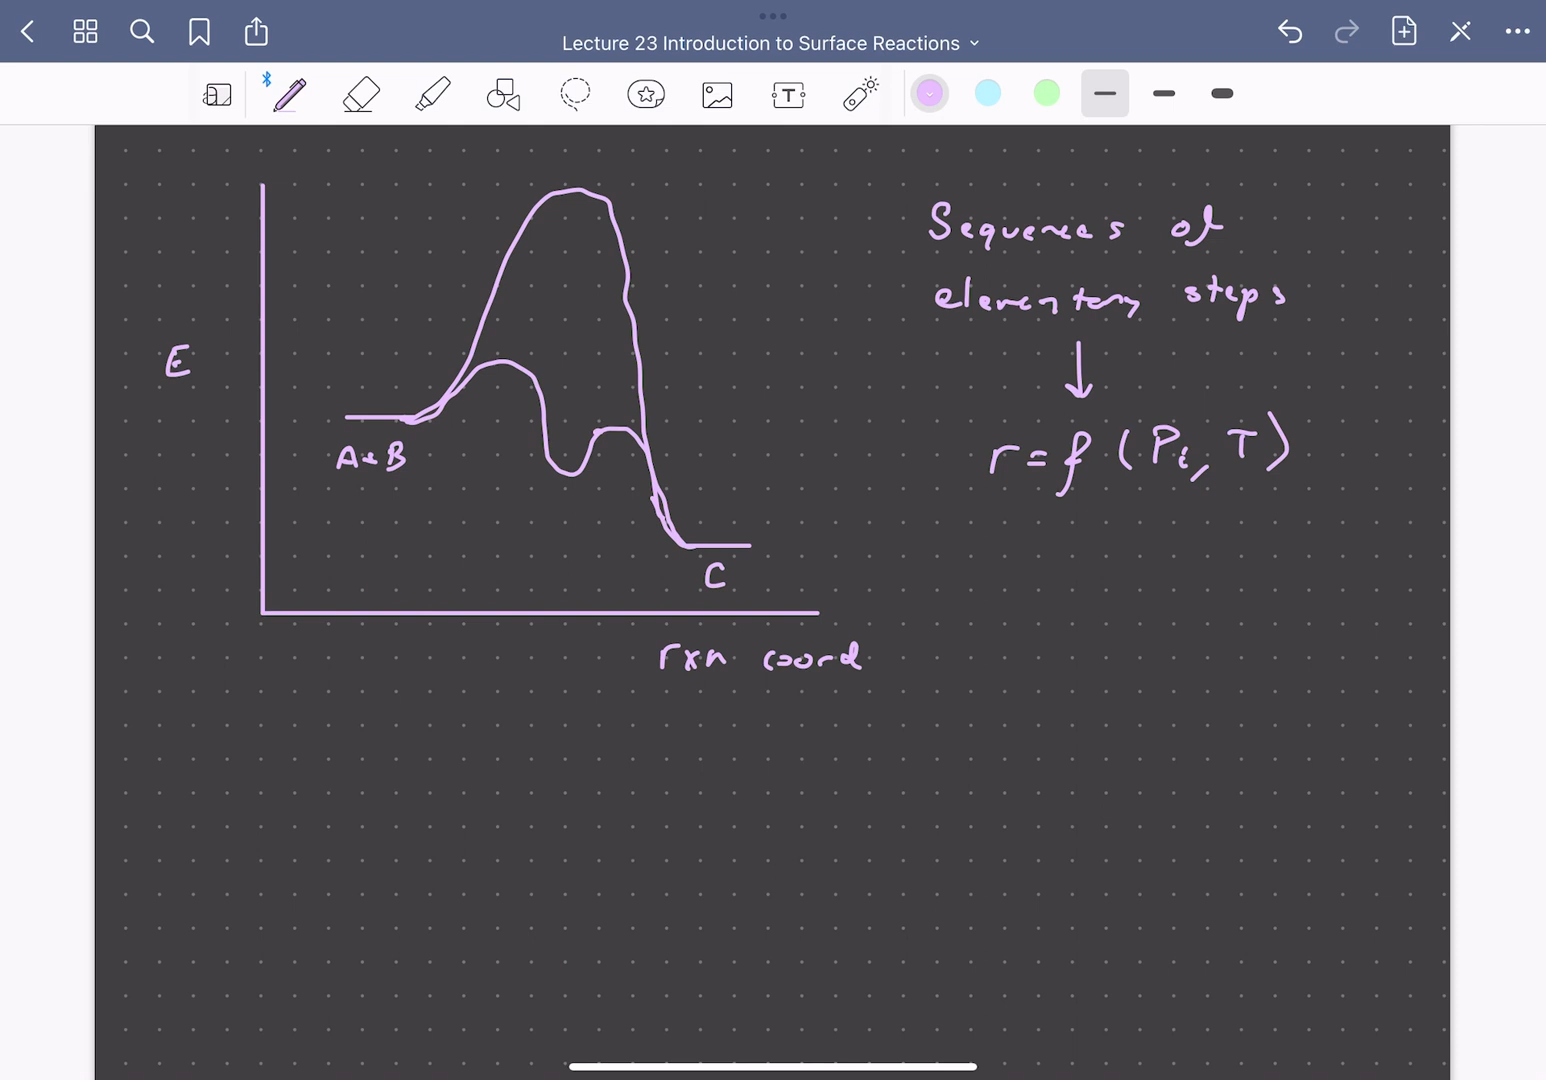 Lecture 23 Introduction to Surface Reactions
T
E
A + B
C
rxn coord
Sequences of
elementary steps
↓
r = f (Pi, T)